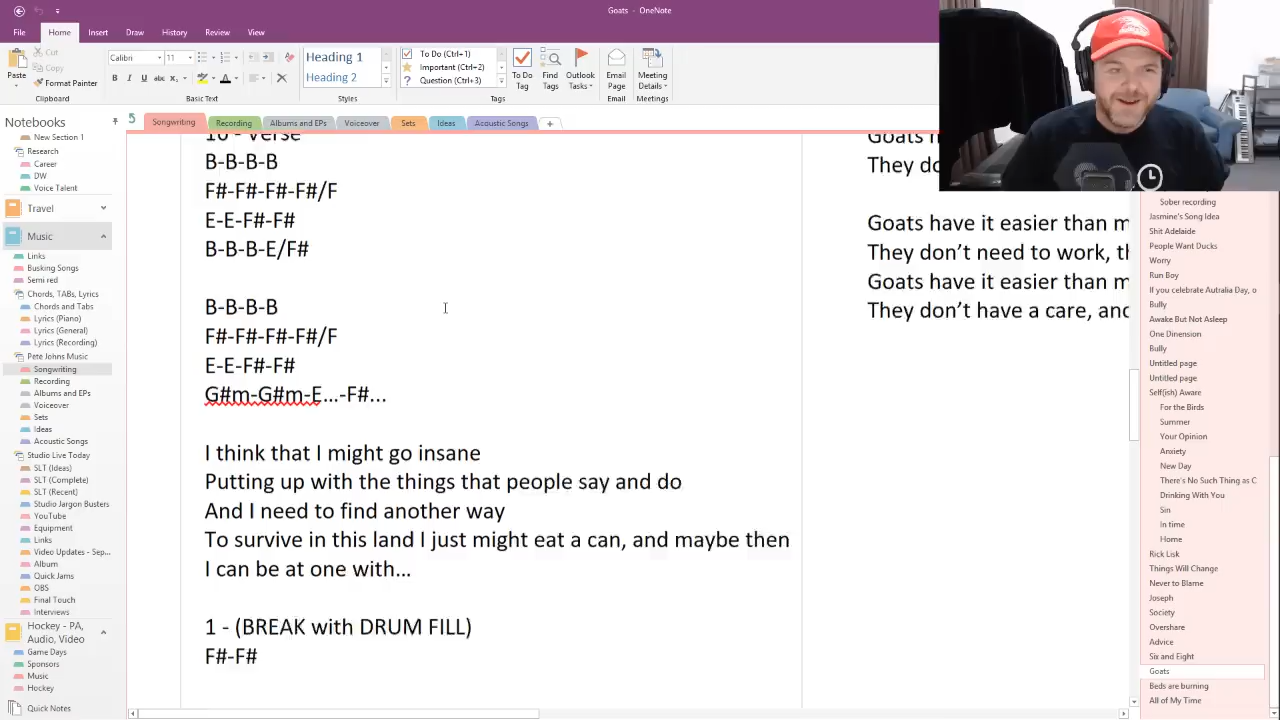 Goats - OneNote
File Home Insert Draw History Review View
Paste
Cut
Copy
Format Painter
Clipboard
Calibri 11
Basic Text
Heading 1
Heading 2
Styles
To Do (Ctrl+1)
Important (Ctrl+2)
Question (Ctrl+3)
Tags
To Do Tag
Find Tags
Outlook Tasks
Email Page
Email
Meeting Details
Meetings
Notebooks
5
Songwriting Recording Albums and EPs Voiceover Sets Ideas Acoustic Songs
New Section 1
Research
Career
DW
Voice Talent
Travel
Music
Links
Busking Songs
Semi red
Chords, TABs, Lyrics
Chords and Tabs
Lyrics (Piano)
Lyrics (General)
Lyrics (Recording)
Pete Johns Music
Songwriting
Recording
Albums and EPs
Voiceover
Sets
Ideas
Acoustic Songs
Studio Live Today
SLT (Ideas)
SLT (Complete)
SLT (Recent)
Studio Jargon Busters
YouTube
Equipment
Links
Video Updates - Sep...
Album
Quick Jams
OBS
Final Touch
Interviews
Hockey - PA, Audio, Video
Game Days
Sponsors
Music
Hockey
Quick Notes
16 - Verse
B-B-B-B
F#-F#-F#-F#/F
E-E-F#-F#
B-B-B-E/F#
B-B-B-B
F#-F#-F#-F#/F
E-E-F#-F#
G#m-G#m-E...-F#...
I think that I might go insane
Putting up with the things that people say and do
And I need to find another way
To survive in this land I just might eat a can, and maybe then
I can be at one with...
1 - (BREAK with DRUM FILL)
F#-F#
Goats h
They do
Goats have it easier than m
They don't need to work, th
Goats have it easier than m
They don't have a care, and
Sober recording
Jasmine's Song Idea
Shit Adelaide
People Want Ducks
Worry
Run Boy
If you celebrate Autralia Day, o
Bully
Awake But Not Asleep
One Dimension
Bully
Untitled page
Untitled page
Self(ish) Aware
For the Birds
Summer
Your Opinion
Anxiety
New Day
There's No Such Thing as C
Drinking With You
Sin
In time
Home
Rick Lisk
Things Will Change
Never to Blame
Joseph
Society
Overshare
Advice
Six and Eight
Goats
Beds are burning
All of My Time